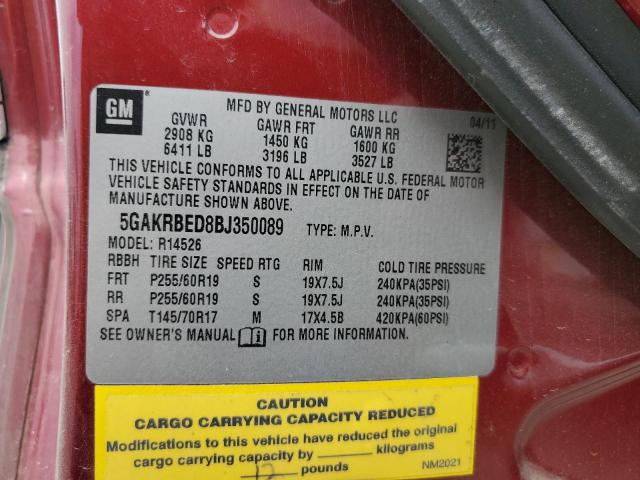 GM
MFD BY GENERAL MOTORS LLC
GVWR GAWR FRT GAWR RR 04/11
2908 KG 1450 KG 1600 KG
6411 LB 3196 LB 3527 LB
THIS VEHICLE CONFORMS TO ALL APPLICABLE U.S. FEDERAL MOTOR
VEHICLE SAFETY STANDARDS IN EFFECT ON THE DATE OF
MANUFACTURE SHOWN ABOVE.
5GAKRBED8BJ350089 TYPE: M.P.V.
MODEL: R14526
RBBH TIRE SIZE SPEED RTG RIM COLD TIRE PRESSURE
FRT P255/60R19 S 19X7.5J 240KPA(35PSI)
RR P255/60R19 S 19X7.5J 240KPA(35PSI)
SPA T145/70R17 M 17X4.5B 420KPA(60PSI)
SEE OWNER'S MANUAL FOR MORE INFORMATION.
CAUTION
CARGO CARRYING CAPACITY REDUCED
Modifications to this vehicle have reduced the original
cargo carrying capacity by ______ kilograms
12 pounds NM2021